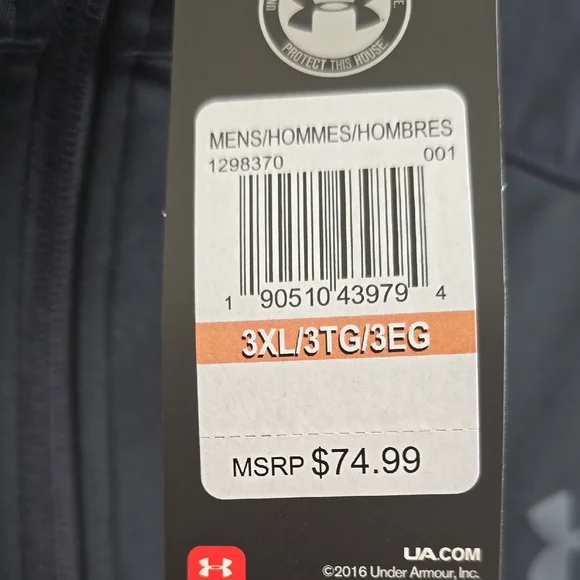 PROTECT THIS HOUSE.
MENS/HOMMES/HOMBRES
1298370 001
1 90510 43979 4
3XL/3TG/3EG
MSRP $74.99
UA.COM
©2016 Under Armour, Inc.